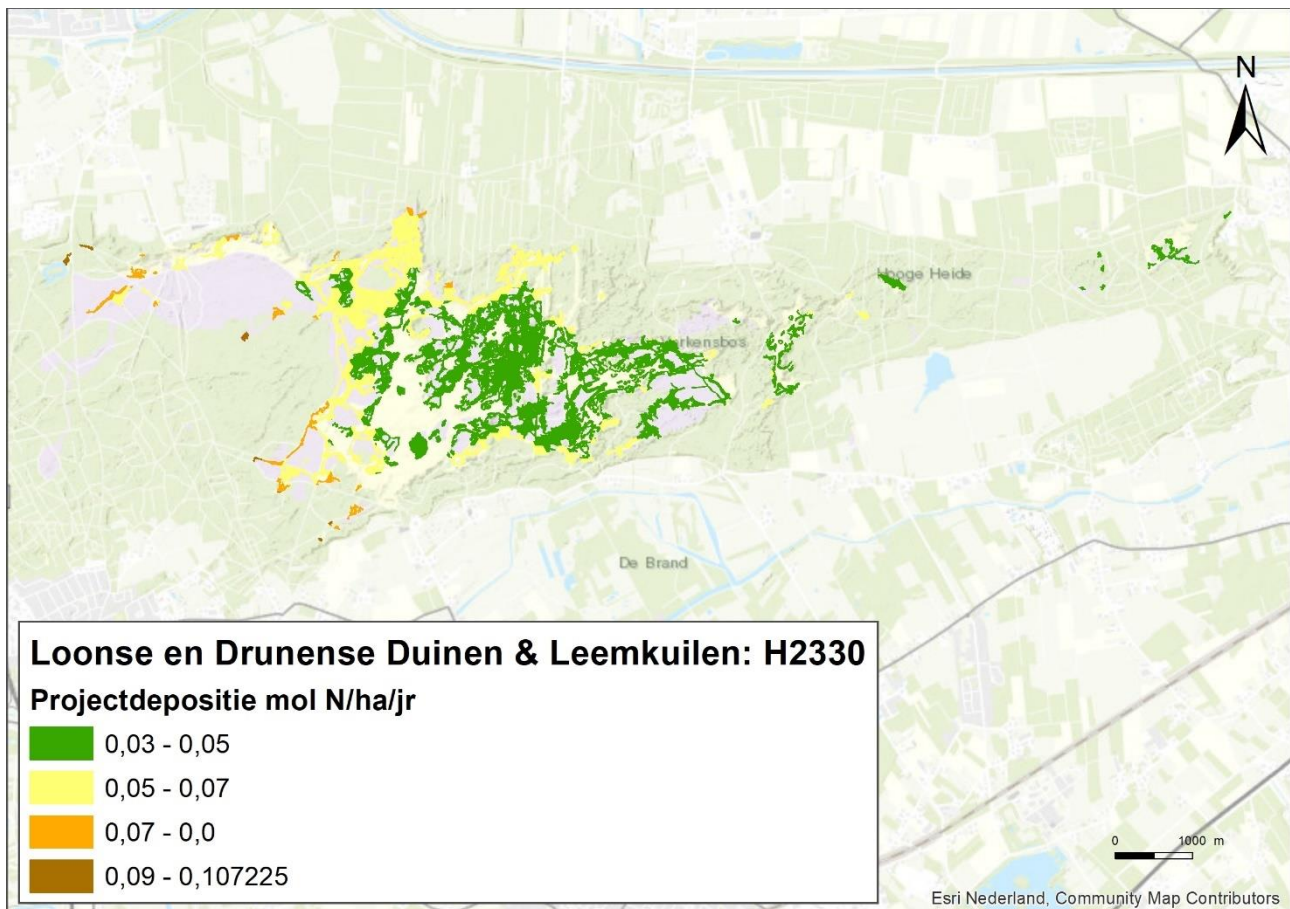 N
Hooge Heide
Varkensbos
De Brand
Loonse en Drunense Duinen & Leemkuilen: H2330
Projectdepositie mol N/ha/jr
0,03 - 0,05
0,05 - 0,07
0,07 - 0,0
0,09 - 0,107225
0 1000 m
Esri Nederland, Community Map Contributors